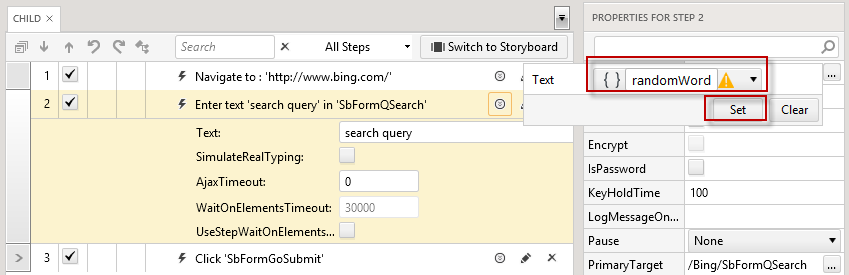 CHILD ×
PROPERTIES FOR STEP 2
Search
All Steps
Switch to Storyboard
1 Navigate to : 'http://www.bing.com/'
Text { } randomWord
...
2 Enter text 'search query' in 'SbFormQSearch'
Set Clear
Text: search query
SimulateRealTyping:
Encrypt
AjaxTimeout: 0
IsPassword
WaitOnElementsTimeout: 30000
KeyHoldTime 100
LogMessageOn...
UseStepWaitOnElements...
Pause None
3 Click 'SbFormGoSubmit'
PrimaryTarget /Bing/SbFormQSearch ...